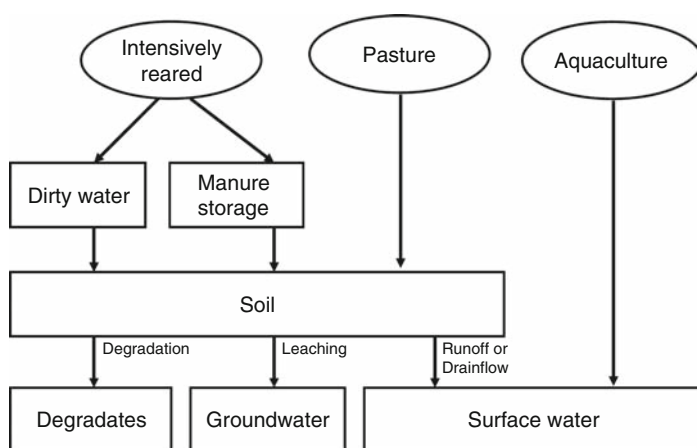 Intensively
reared
Pasture
Aquaculture
Dirty water
Manure
storage
Soil
Degradation
Leaching
Runoff or
Drainflow
Degradates
Groundwater
Surface water